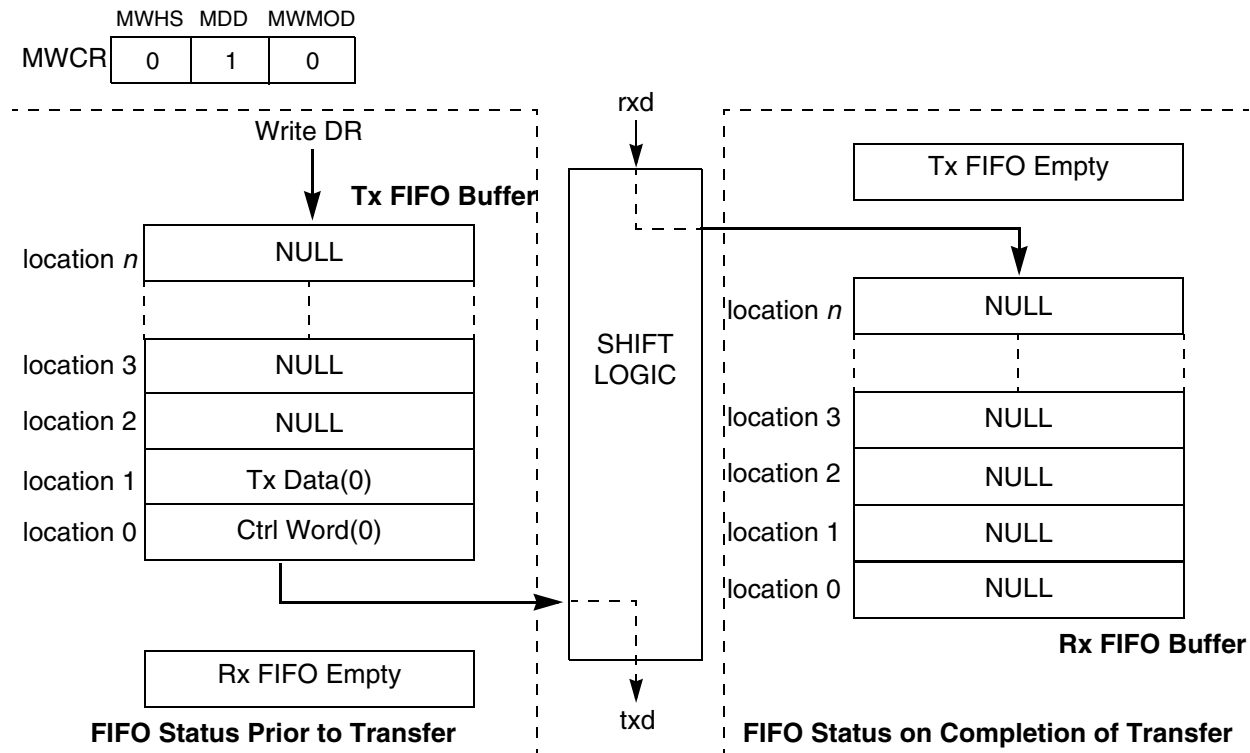 MWHS MDD MWMOD
MWCR 0 1 0
Write DR
Tx FIFO Buffer
location n NULL
location 3 NULL
location 2 NULL
location 1 Tx Data(0)
location 0 Ctrl Word(0)
Rx FIFO Empty
FIFO Status Prior to Transfer
rxd
SHIFT
LOGIC
txd
Tx FIFO Empty
location n NULL
location 3 NULL
location 2 NULL
location 1 NULL
location 0 NULL
Rx FIFO Buffer
FIFO Status on Completion of Transfer